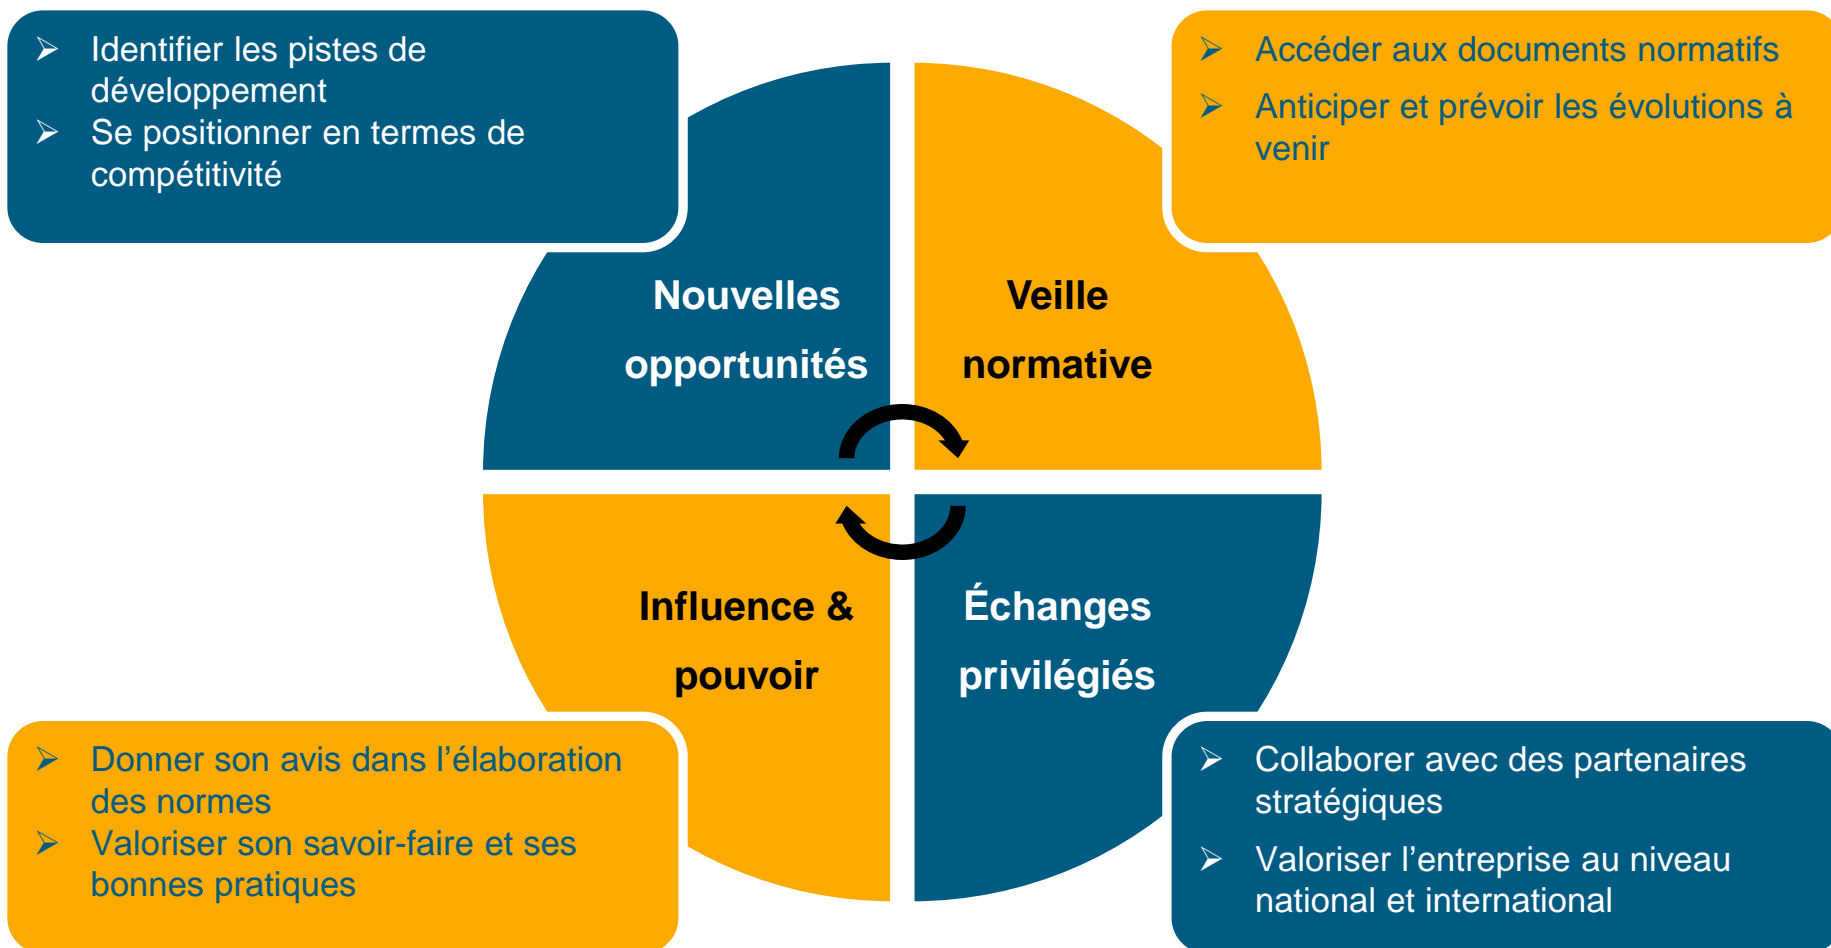 ➢ Identifier les pistes de
développement
➢ Se positionner en termes de
compétitivité
➢ Accéder aux documents normatifs
➢ Anticiper et prévoir les évolutions à
venir
Nouvelles
opportunités
Veille
normative
Influence &
pouvoir
Échanges
privilégiés
➢ Donner son avis dans l’élaboration
des normes
➢ Valoriser son savoir-faire et ses
bonnes pratiques
➢ Collaborer avec des partenaires
stratégiques
➢ Valoriser l’entreprise au niveau
national et international